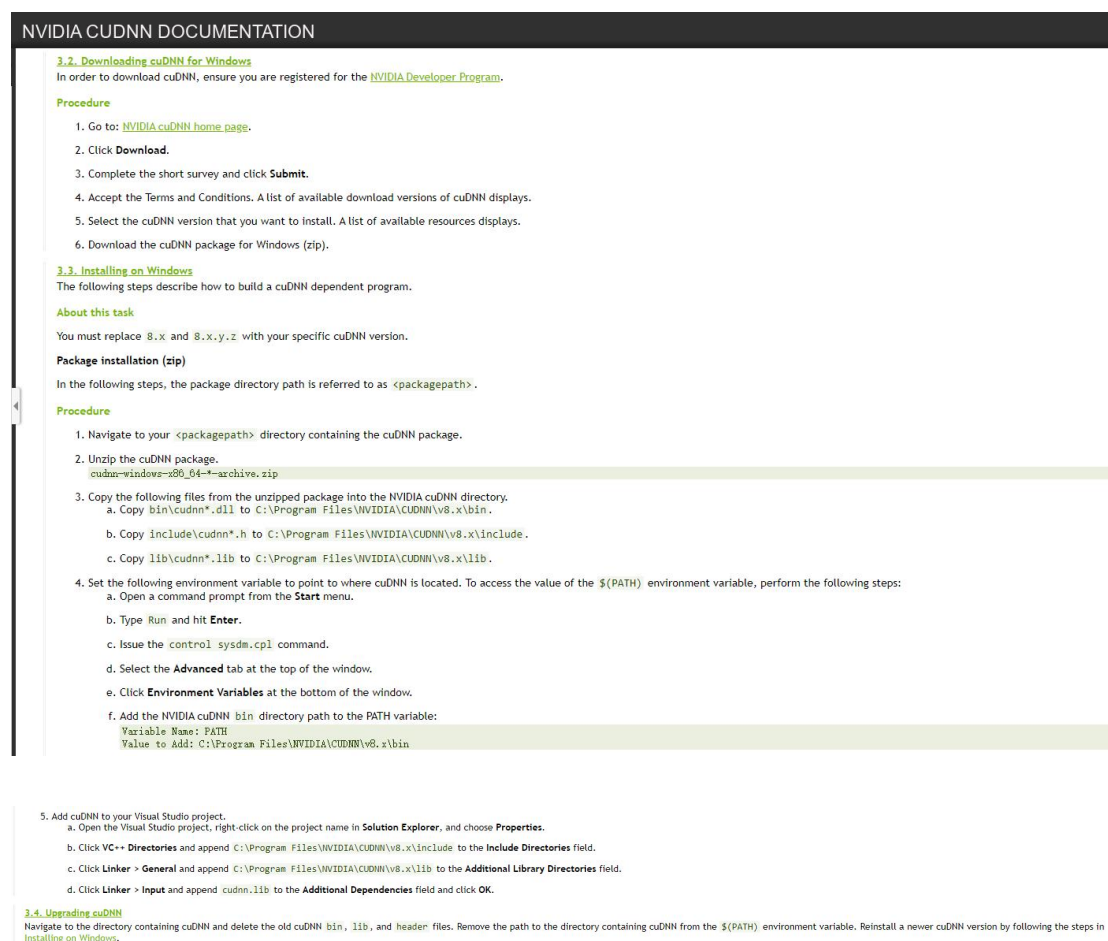 NVIDIA CUDNN DOCUMENTATION
3.2. Downloading cuDNN for Windows
In order to download cuDNN, ensure you are registered for the NVIDIA Developer Program.
Procedure
1. Go to: NVIDIA cuDNN home page.
2. Click Download.
3. Complete the short survey and click Submit.
4. Accept the Terms and Conditions. A list of available download versions of cuDNN displays.
5. Select the cuDNN version that you want to install. A list of available resources displays.
6. Download the cuDNN package for Windows (zip).
3.3. Installing on Windows
The following steps describe how to build a cuDNN dependent program.
About this task
You must replace 8.x and 8.x.y.z with your specific cuDNN version.
Package installation (zip)
In the following steps, the package directory path is referred to as <packagepath>.
Procedure
1. Navigate to your <packagepath> directory containing the cuDNN package.
2. Unzip the cuDNN package.
cudnn-windows-x86_64-*-archive.zip
3. Copy the following files from the unzipped package into the NVIDIA cuDNN directory.
a. Copy bin\cudnn*.dll to C:\Program Files\NVIDIA\CUDNN\v8.x\bin.
b. Copy include\cudnn*.h to C:\Program Files\NVIDIA\CUDNN\v8.x\include.
c. Copy lib\cudnn*.lib to C:\Program Files\NVIDIA\CUDNN\v8.x\lib.
4. Set the following environment variable to point to where cuDNN is located. To access the value of the $(PATH) environment variable, perform the following steps:
a. Open a command prompt from the Start menu.
b. Type Run and hit Enter.
c. Issue the control sysdm.cpl command.
d. Select the Advanced tab at the top of the window.
e. Click Environment Variables at the bottom of the window.
f. Add the NVIDIA cuDNN bin directory path to the PATH variable:
Variable Name: PATH
Value to Add: C:\Program Files\NVIDIA\CUDNN\v8.x\bin
5. Add cuDNN to your Visual Studio project.
a. Open the Visual Studio project, right-click on the project name in Solution Explorer, and choose Properties.
b. Click VC++ Directories and append C:\Program Files\NVIDIA\CUDNN\v8.x\include to the Include Directories field.
c. Click Linker > General and append C:\Program Files\NVIDIA\CUDNN\v8.x\lib to the Additional Library Directories field.
d. Click Linker > Input and append cudnn.lib to the Additional Dependencies field and click OK.
3.4. Upgrading cuDNN
Navigate to the directory containing cuDNN and delete the old cuDNN bin, lib, and header files. Remove the path to the directory containing cuDNN from the $(PATH) environment variable. Reinstall a newer cuDNN version by following the steps in
Installing on Windows.